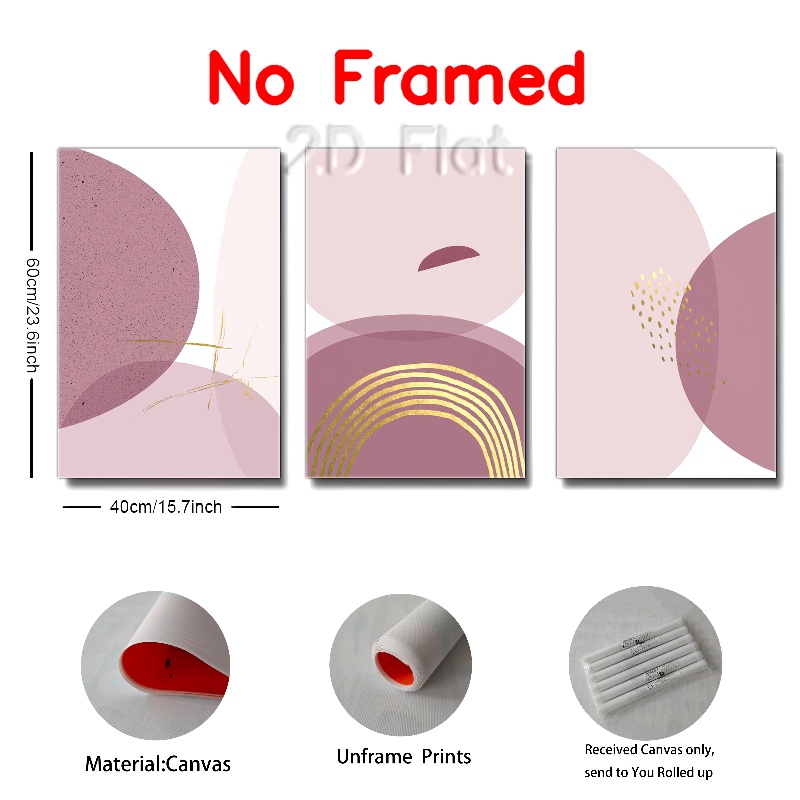 No Framed
2D Flat
60cm/23.6inch
40cm/15.7inch
Material:Canvas
Unframe Prints
Received Canvas only,
send to You Rolled up